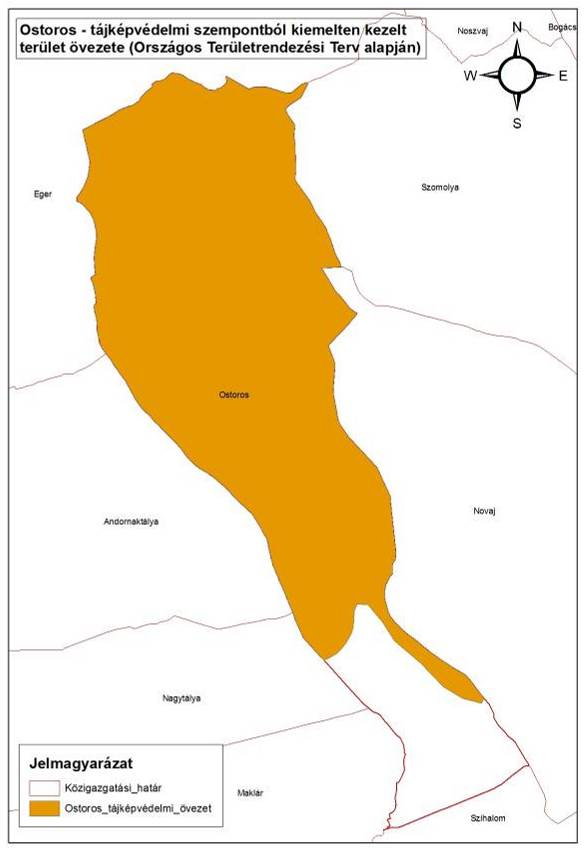 Ostoros - tájképvédelmi szempontból kiemelten kezelt
terület övezete (Országos Területrendezési Terv alapján)
Noszvaj
Bogács
N
W
E
S
Eger
Szomolya
Ostoros
Andornaktálya
Novaj
Nagytálya
Maklár
Szihalom
Jelmagyarázat
Közigazgatási_határ
Ostoros_tájképvédelmi_övezet